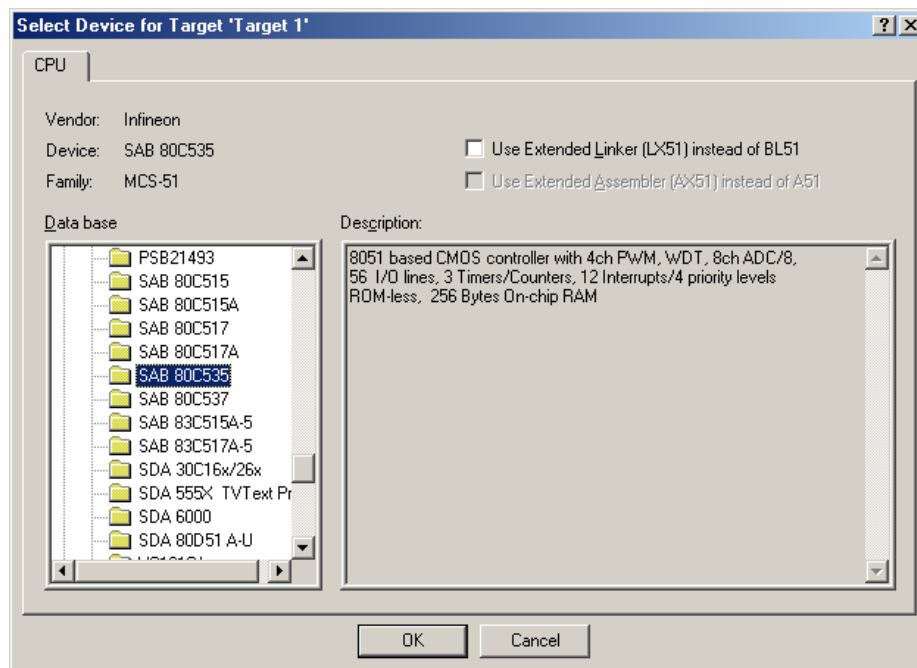 Select Device for Target 'Target 1'
CPU
Vendor: Infineon
Device: SAB 80C535
Family: MCS-51
Use Extended Linker (LX51) instead of BL51
Use Extended Assembler (AX51) instead of A51
Data base
PSB21493
SAB 80C515
SAB 80C515A
SAB 80C517
SAB 80C517A
SAB 80C535
SAB 80C537
SAB 83C515A-5
SAB 83C517A-5
SDA 30C16x/26x
SDA 555X TVText Pr
SDA 6000
SDA 80D51 A-U
Description:
8051 based CMOS controller with 4ch PWM, WDT, 8ch ADC/8,
56 I/O lines, 3 Timers/Counters, 12 Interrupts/4 priority levels
ROM-less, 256 Bytes On-chip RAM
OK
Cancel